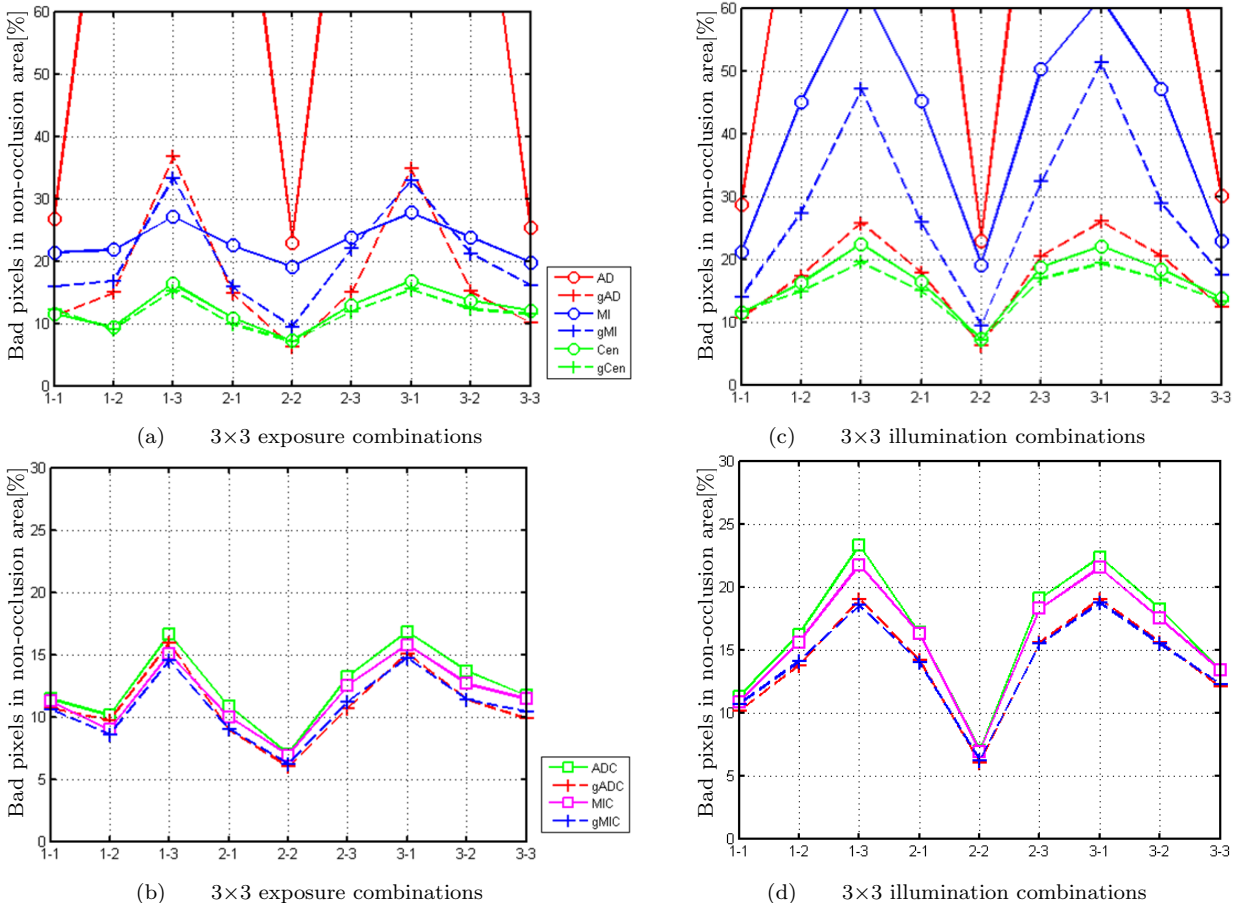 Bad pixels in non-occlusion area[%]
60
50
40
30
20
10
0
1-1 1-2 1-3 2-1 2-2 2-3 3-1 3-2 3-3
AD
gAD
MI
gMI
Cen
gCen
(a) 3×3 exposure combinations
Bad pixels in non-occlusion area[%]
60
50
40
30
20
10
0
1-1 1-2 1-3 2-1 2-2 2-3 3-1 3-2 3-3
(c) 3×3 illumination combinations
Bad pixels in non-occlusion area[%]
30
25
20
15
10
5
0
1-1 1-2 1-3 2-1 2-2 2-3 3-1 3-2 3-3
ADC
gADC
MIC
gMIC
(b) 3×3 exposure combinations
Bad pixels in non-occlusion area[%]
30
25
20
15
10
5
0
1-1 1-2 1-3 2-1 2-2 2-3 3-1 3-2 3-3
(d) 3×3 illumination combinations